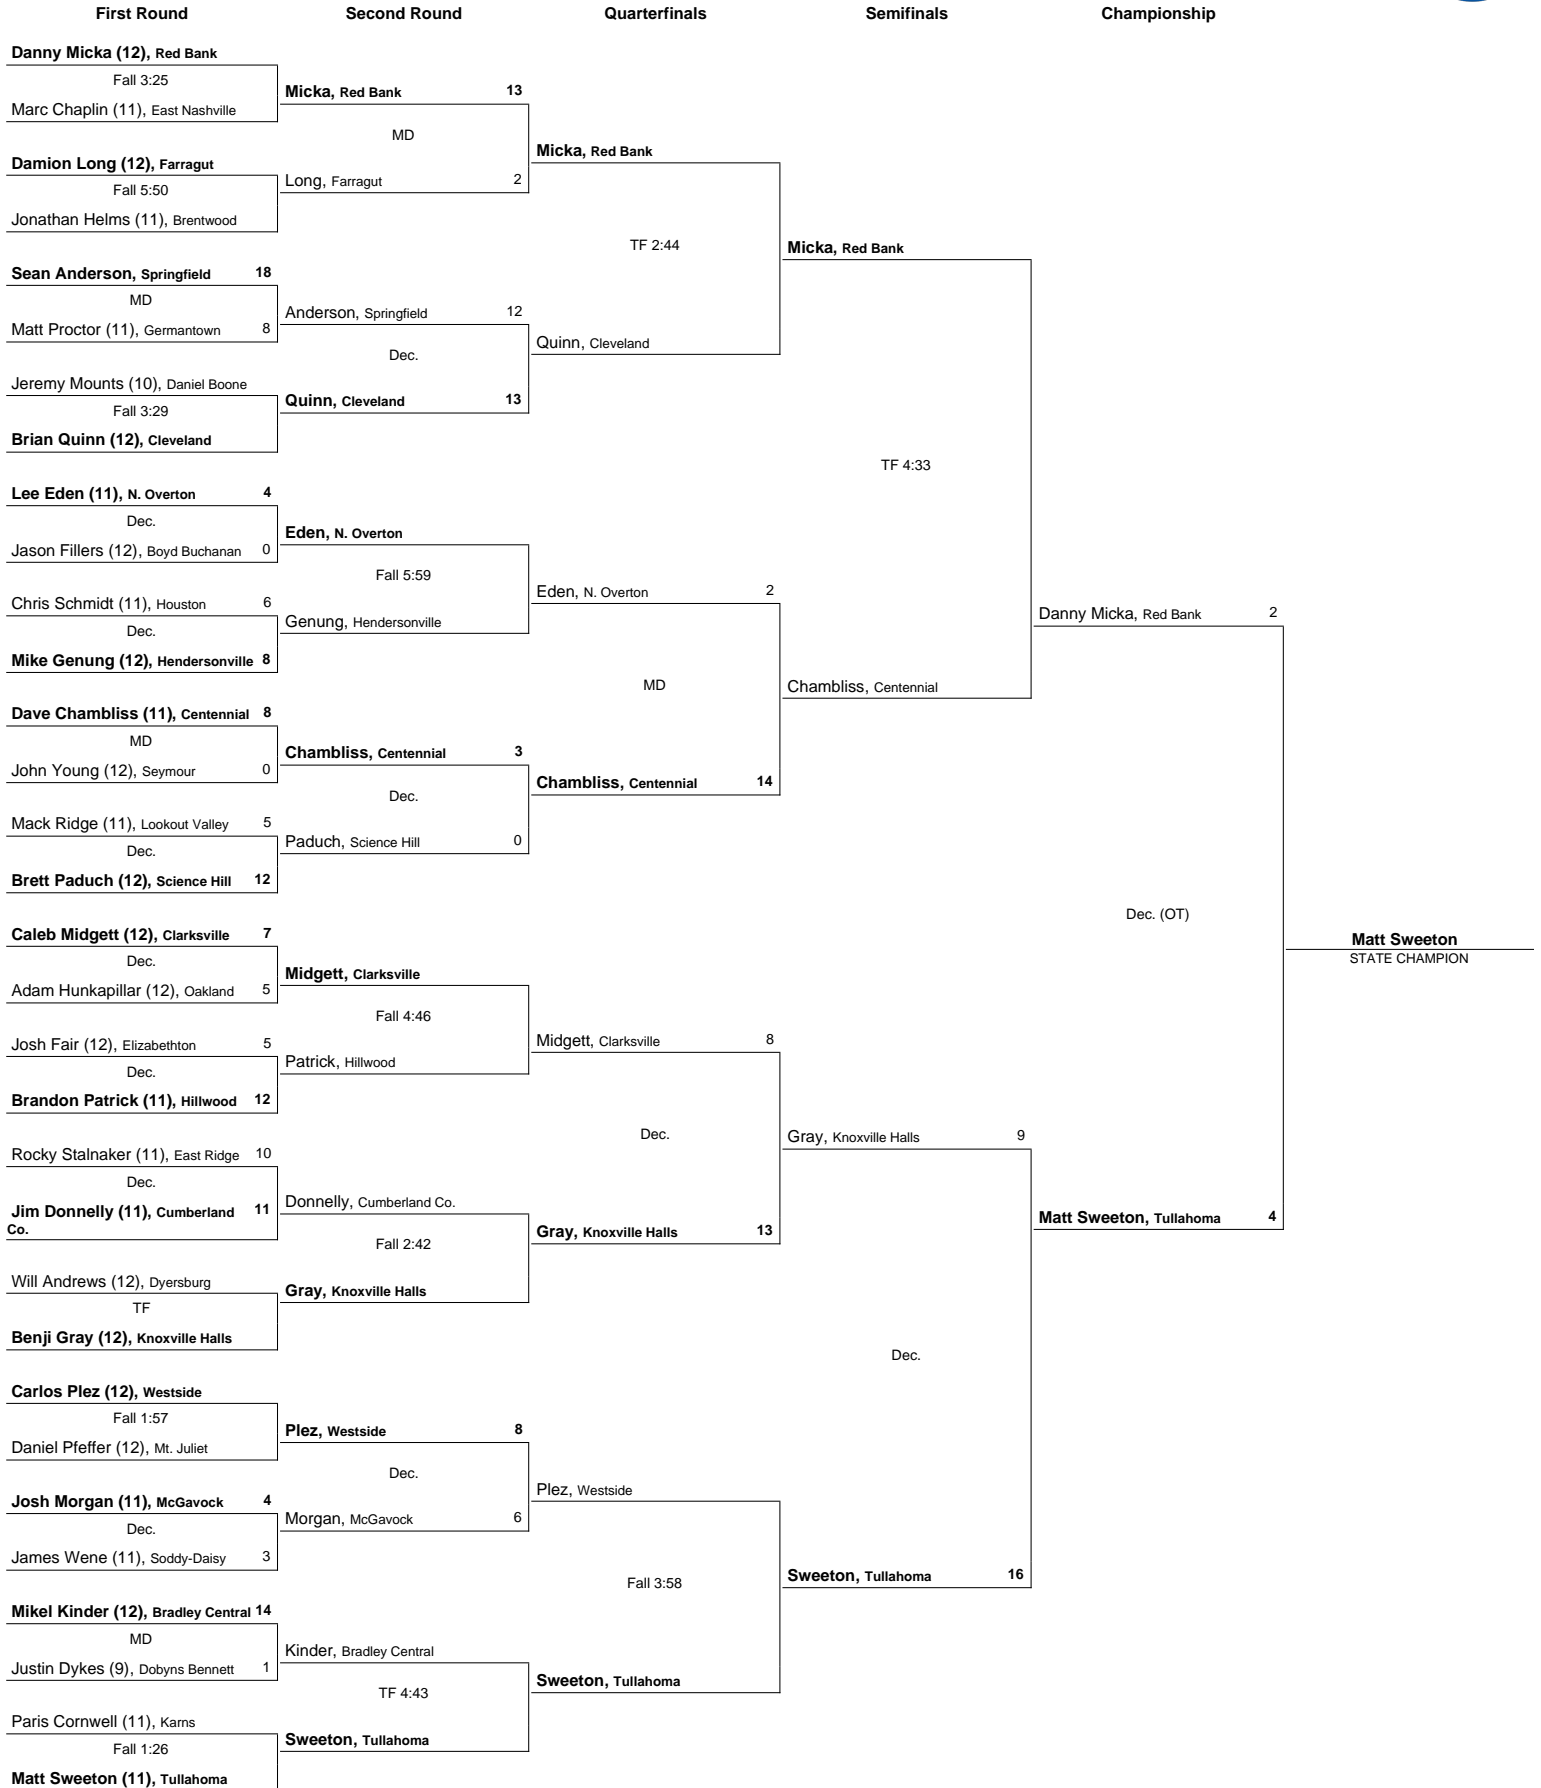 First Round Second Round Quarterfinals Semifinals Championship
Danny Micka (12), Red Bank
Fall 3:25
Marc Chaplin (11), East Nashville
Damion Long (12), Farragut
Fall 5:50
Jonathan Helms (11), Brentwood
Sean Anderson, Springfield 18
MD
Matt Proctor (11), Germantown 8
Jeremy Mounts (10), Daniel Boone
Fall 3:29
Brian Quinn (12), Cleveland
Lee Eden (11), N. Overton 4
Dec.
Jason Fillers (12), Boyd Buchanan 0
Chris Schmidt (11), Houston 6
Dec.
Mike Genung (12), Hendersonville 8
Dave Chambliss (11), Centennial 8
MD
John Young (12), Seymour 0
Mack Ridge (11), Lookout Valley 5
Dec.
Brett Paduch (12), Science Hill 12
Caleb Midgett (12), Clarksville 7
Dec.
Adam Hunkapillar (12), Oakland 5
Josh Fair (12), Elizabethton 5
Dec.
Brandon Patrick (11), Hillwood 12
Rocky Stalnaker (11), East Ridge 10
Dec.
Jim Donnelly (11), Cumberland 11
Co.
Will Andrews (12), Dyersburg
TF
Benji Gray (12), Knoxville Halls
Carlos Plez (12), Westside
Fall 1:57
Daniel Pfeffer (12), Mt. Juliet
Josh Morgan (11), McGavock 4
Dec.
James Wene (11), Soddy-Daisy 3
Mikel Kinder (12), Bradley Central 14
MD
Justin Dykes (9), Dobyns Bennett 1
Paris Cornwell (11), Karns
Fall 1:26
Matt Sweeton (11), Tullahoma
Micka, Red Bank 13
MD
Long, Farragut 2
Anderson, Springfield 12
Dec.
Quinn, Cleveland 13
Eden, N. Overton
Fall 5:59
Genung, Hendersonville
Chambliss, Centennial 3
Dec.
Paduch, Science Hill 0
Midgett, Clarksville
Fall 4:46
Patrick, Hillwood
Donnelly, Cumberland Co.
Fall 2:42
Gray, Knoxville Halls
Plez, Westside 8
Dec.
Morgan, McGavock 6
Kinder, Bradley Central
TF 4:43
Sweeton, Tullahoma
Micka, Red Bank
TF 2:44
Quinn, Cleveland
Eden, N. Overton 2
MD
Chambliss, Centennial 14
Midgett, Clarksville 8
Dec.
Gray, Knoxville Halls 13
Plez, Westside
Fall 3:58
Sweeton, Tullahoma
Micka, Red Bank
TF 4:33
Chambliss, Centennial
Gray, Knoxville Halls 9
Dec.
Sweeton, Tullahoma 16
Danny Micka, Red Bank 2
Dec. (OT)
Matt Sweeton, Tullahoma 4
Matt Sweeton
STATE CHAMPION